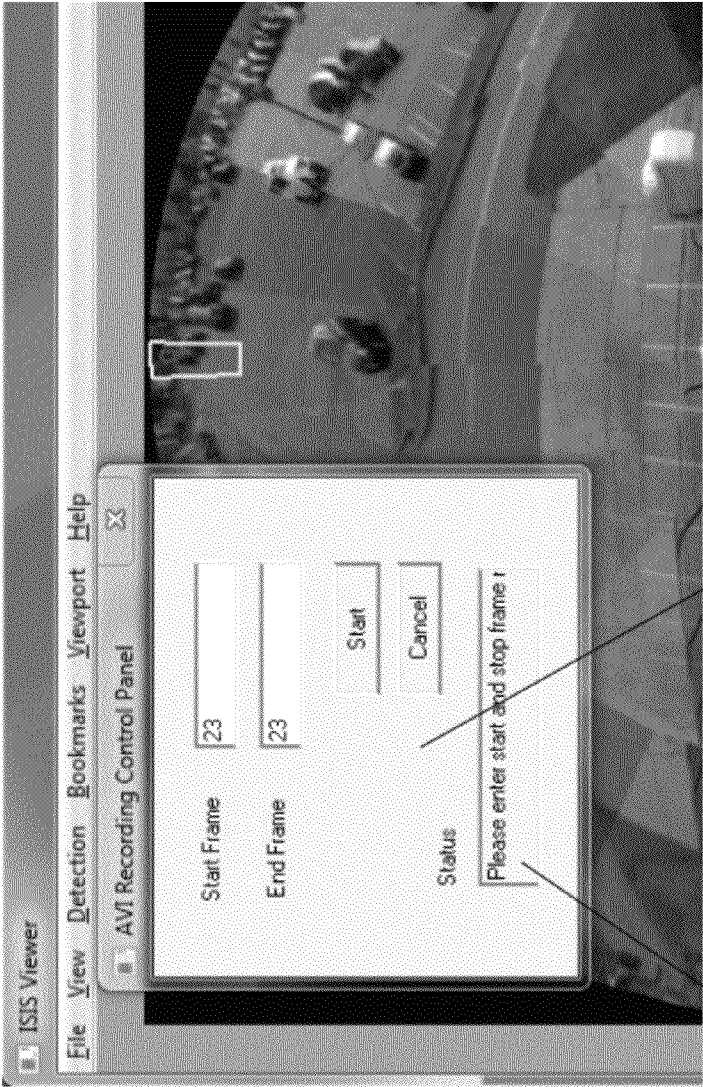 ISIS Viewer
File View Detection Bookmarks Viewport Help
AVI Recording Control Panel
Start Frame 23
End Frame 23
Start
Cancel
Status
Please enter start and stop frame r